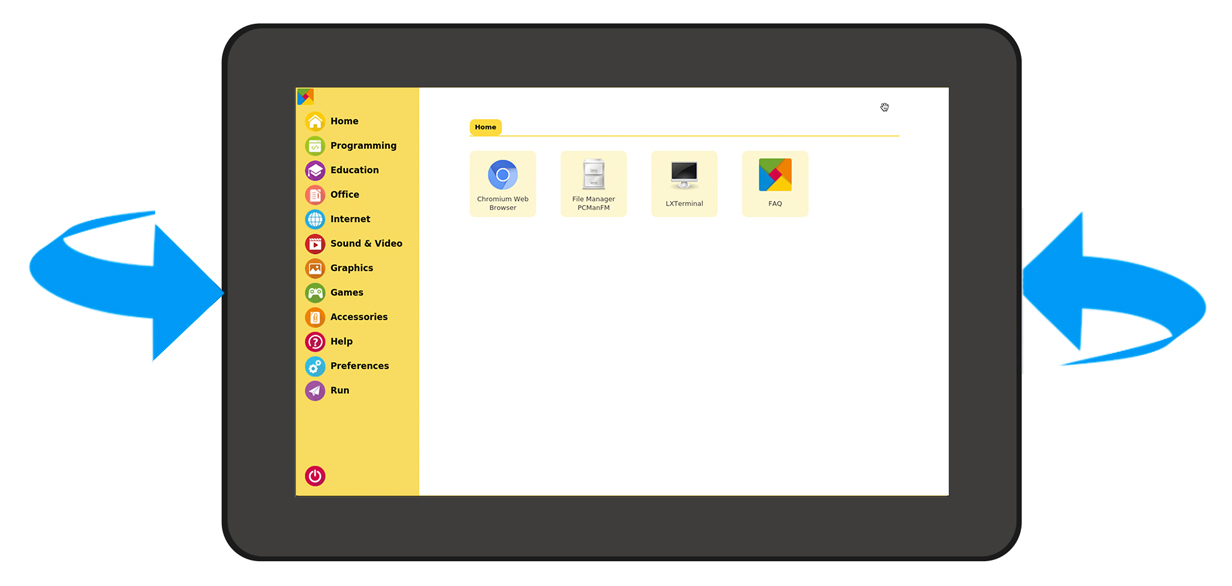 Home
Programming
Education
Office
Internet
Sound & Video
Graphics
Games
Accessories
Help
Preferences
Run
Home
Chromium Web
Browser
File Manager
PCManFM
LXTerminal
FAQ